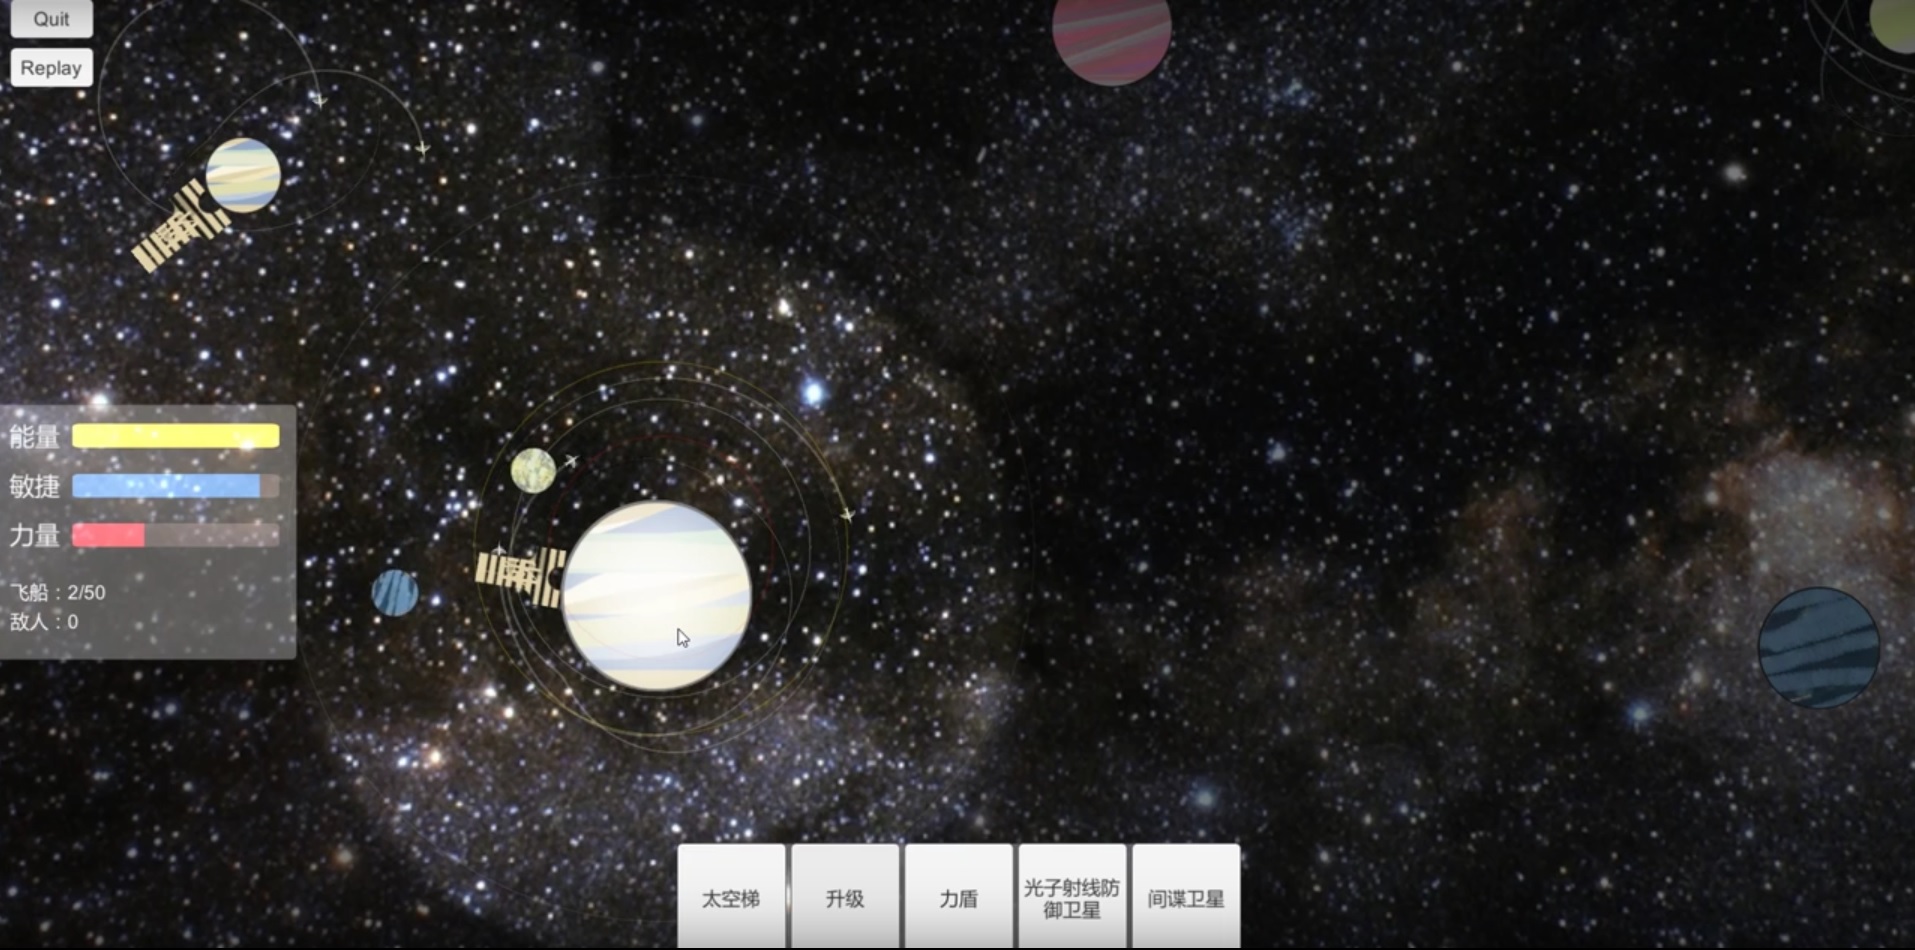 Quit
Replay
能量
敏捷
力量
飞船 : 2/50
敌人 : 0
太空梯
升级
力盾
光子射线防
御卫星
间谍卫星